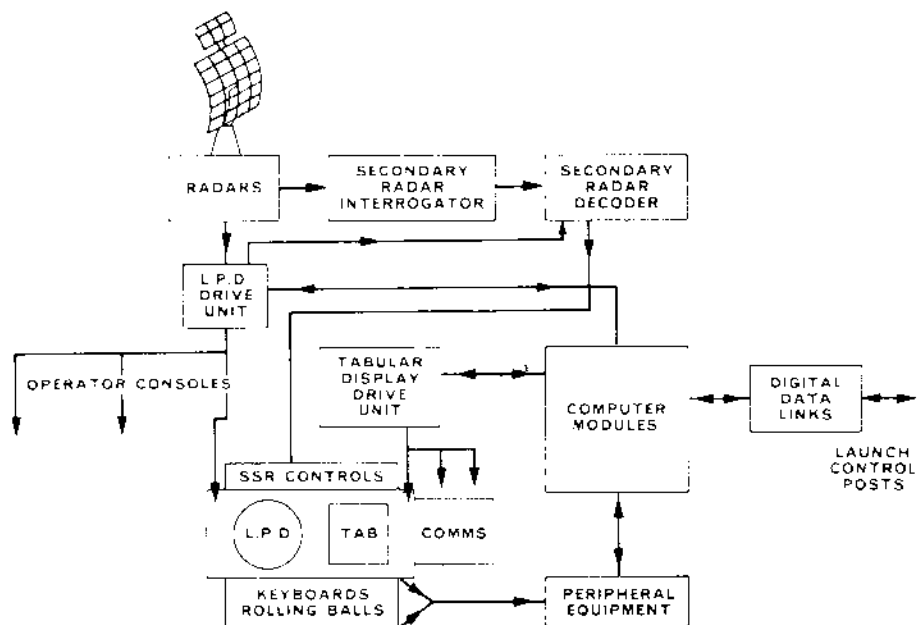 RADARS
SECONDARY
RADAR
INTERROGATOR
SECONDARY
RADAR
DECODER
L.P.D
DRIVE
UNIT
OPERATOR CONSOLES
TABULAR
DISPLAY
DRIVE
UNIT
COMPUTER
MODULES
DIGITAL
DATA
LINKS
LAUNCH
CONTROL
POSTS
SSR CONTROLS
L.P.D
TAB
COMMS
KEYBOARDS
ROLLING BALLS
PERIPHERAL
EQUIPMENT